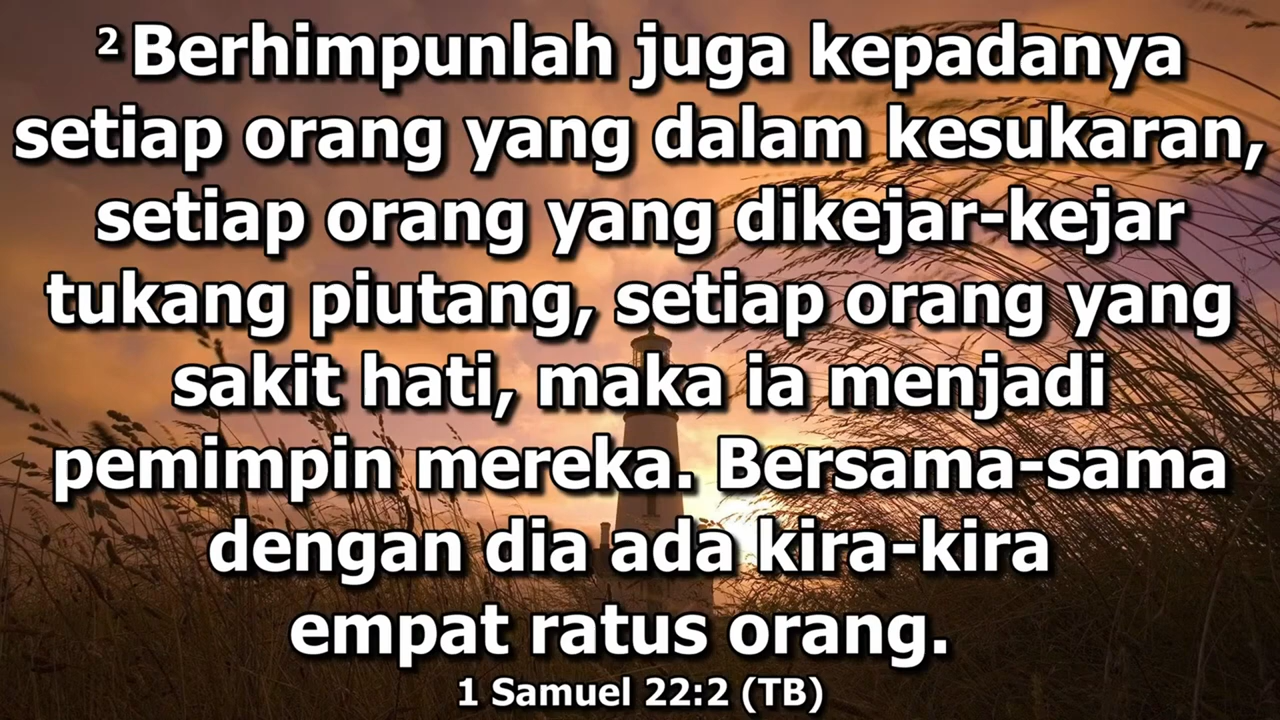 2 Berhimpunlah juga kepadanya
setiap orang yang dalam kesukaran,
setiap orang yang dikejar-kejar
tukang piutang, setiap orang yang
sakit hati, maka ia menjadi
pemimpin mereka. Bersama-sama
dengan dia ada kira-kira
empat ratus orang.
1 Samuel 22:2 (TB)